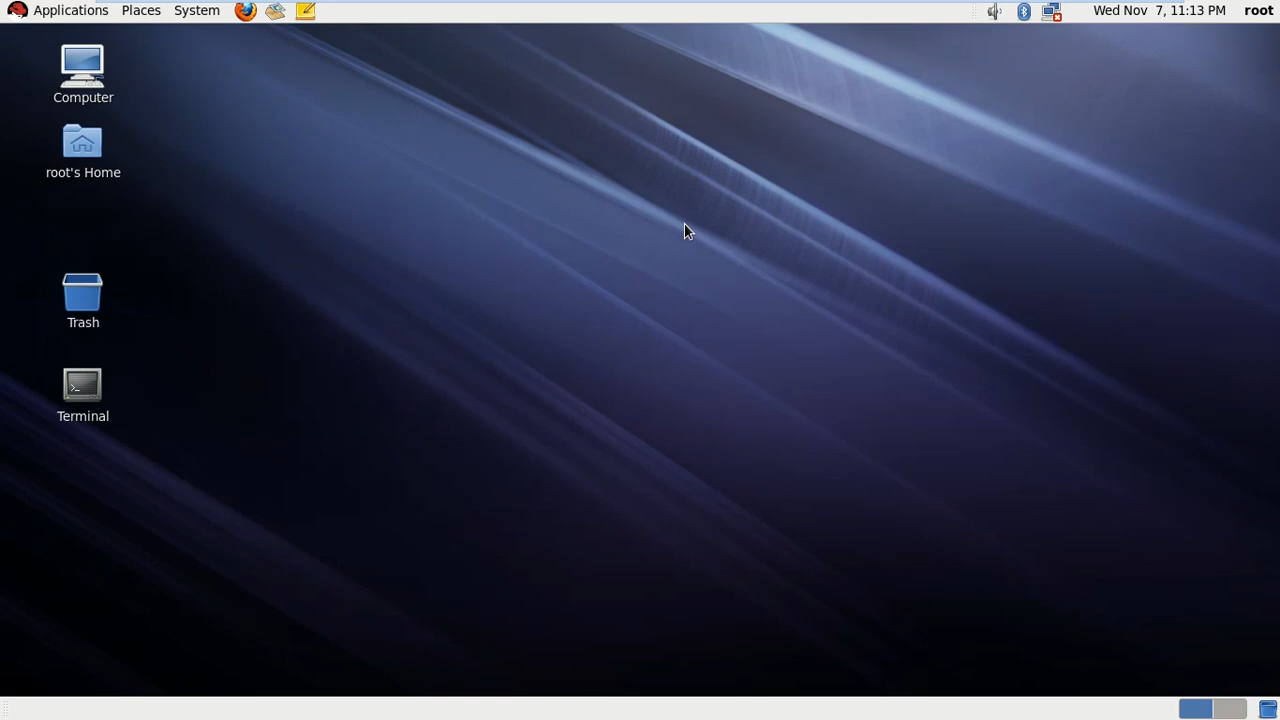 Applications Places System Wed Nov 7, 11:13 PM root
Computer
root's Home
Trash
>_
Terminal